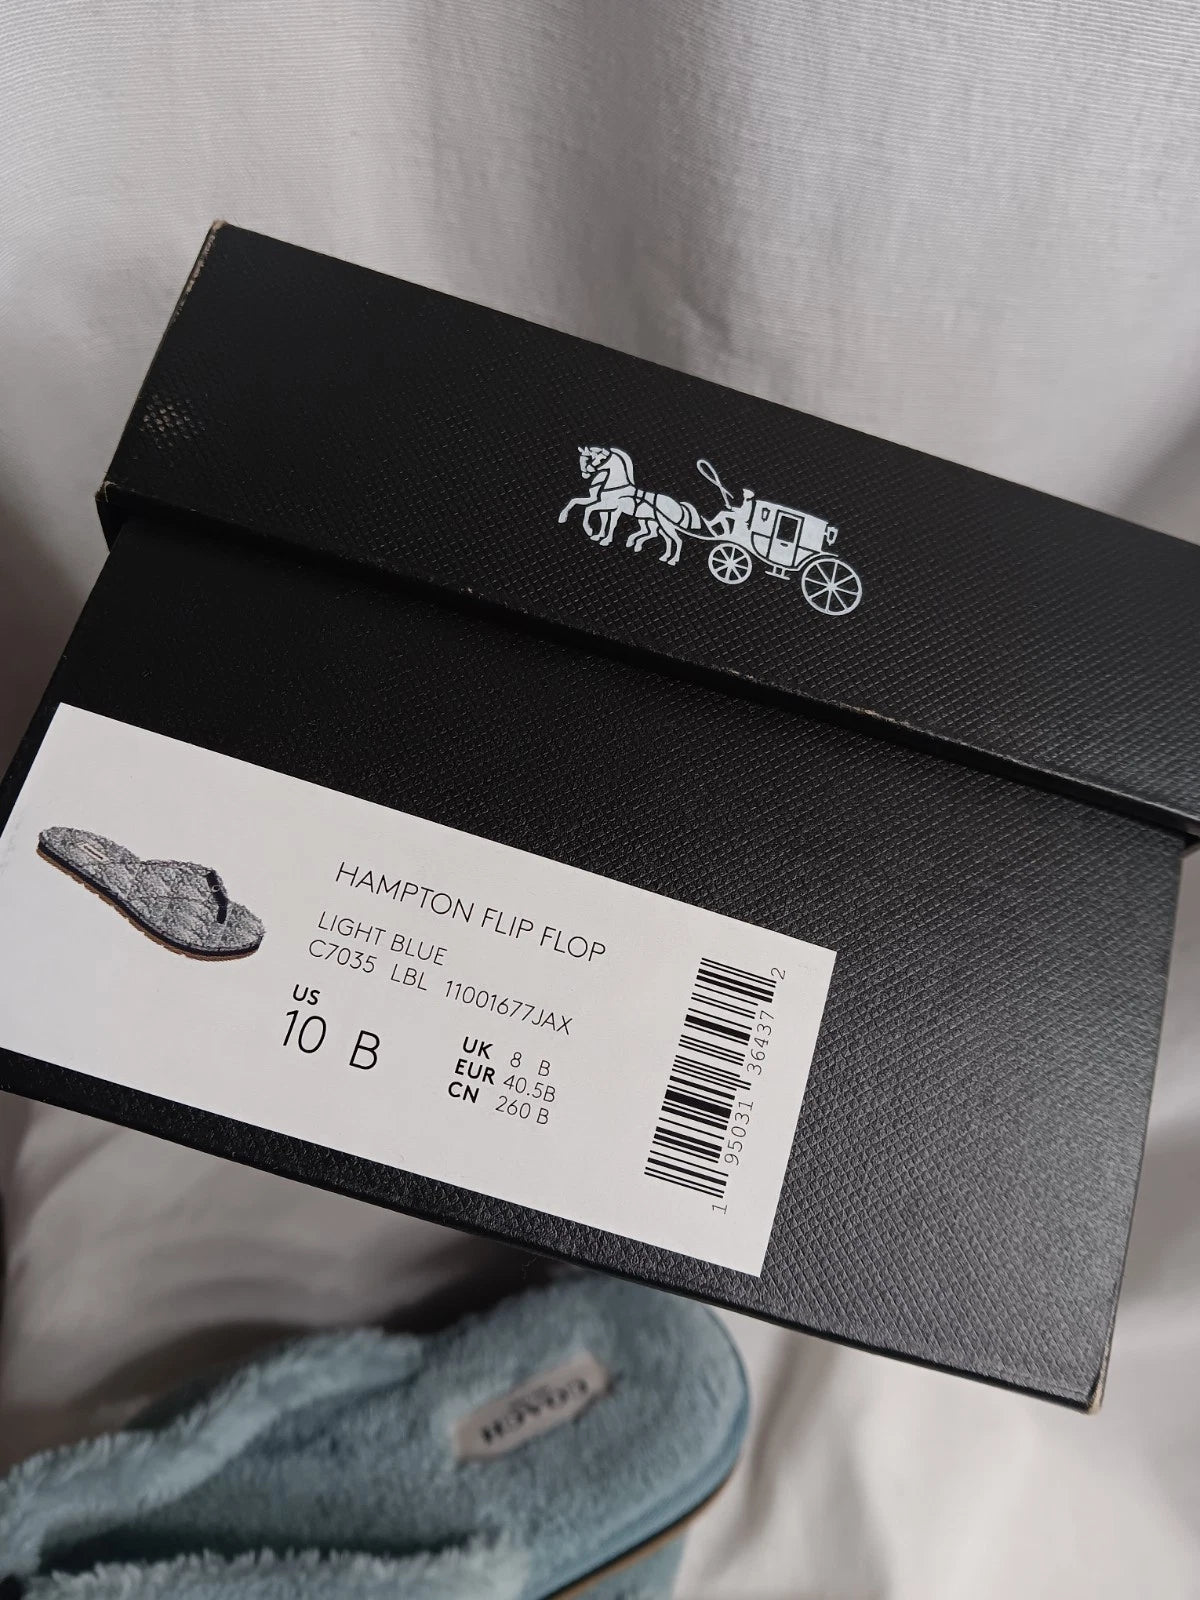 HAMPTON FLIP FLOP
LIGHT BLUE
C7035 LBL 11001677JAX
US
10 B
UK 8 B
EUR 40.5B
CN 260 B
1 95031 36437 2
COACH